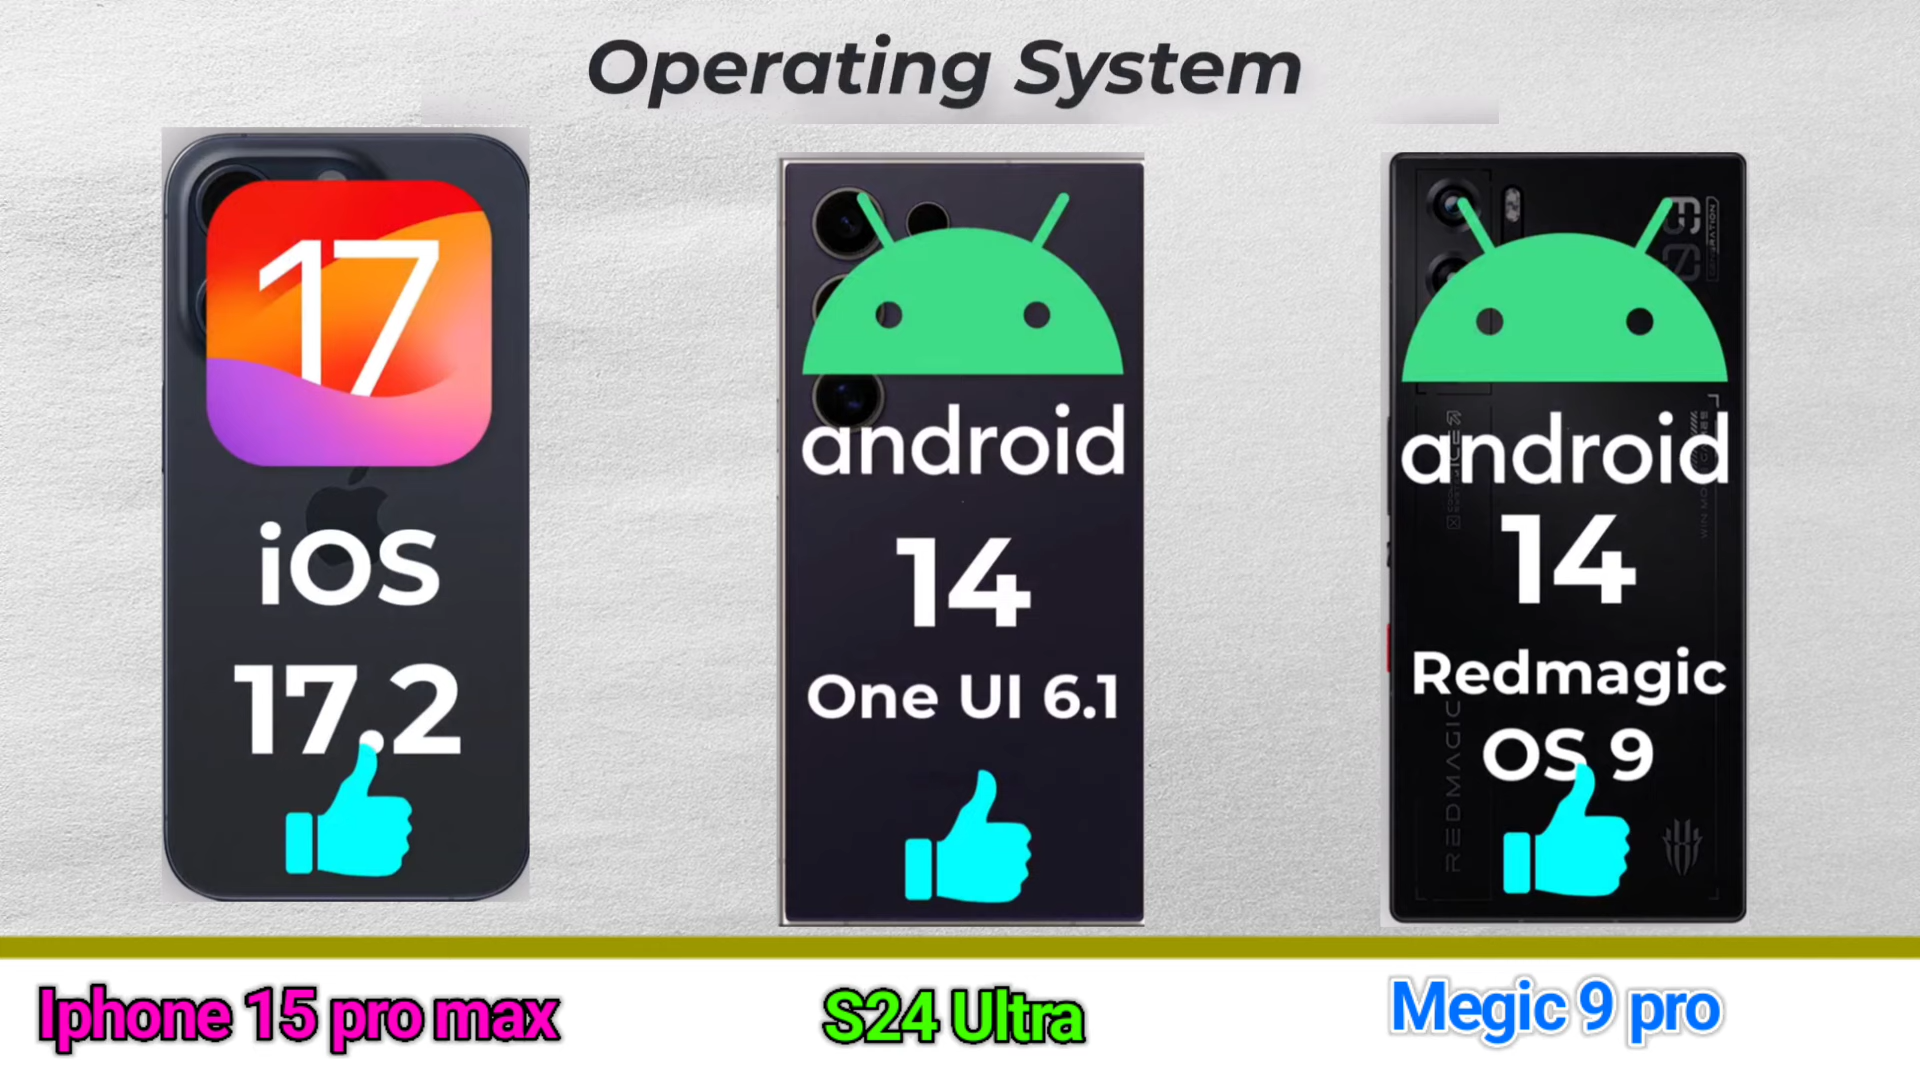 Operating System
17
iOS
17.2
android
14
One UI 6.1
android
14
Redmagic
OS 9
REDMAGIC
Iphone 15 pro max
S24 Ultra
Megic 9 pro